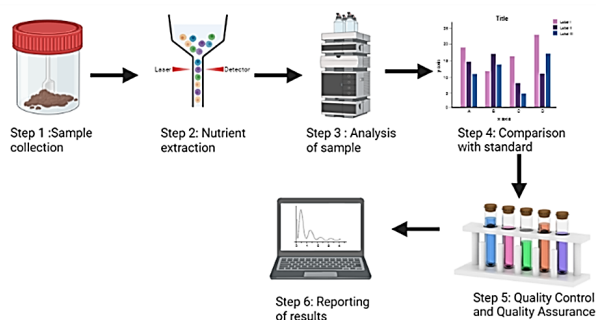 Laser
Detector
Title
A
B
C
D
Step 1 :Sample
collection
Step 2: Nutrient
extraction
Step 3 : Analysis
of sample
Step 4: Comparison
with standard
Step 6: Reporting
of results
Step 5: Quality Control
and Quality Assurance